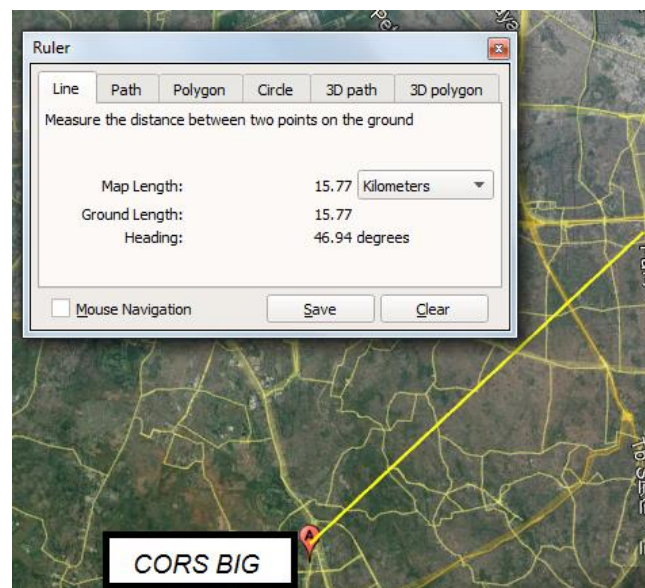 Ruler
Line Path Polygon Circle 3D path 3D polygon
Measure the distance between two points on the ground
Map Length: 15.77 Kilometers
Ground Length: 15.77
Heading: 46.94 degrees
Mouse Navigation Save Clear
A
CORS BIG